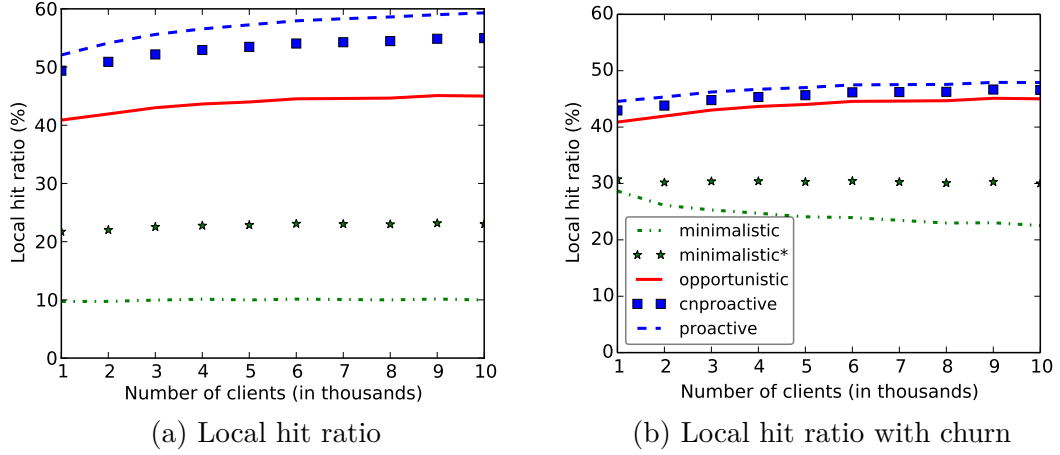 60
50
40
30
20
10
0
Local hit ratio (%)
1 2 3 4 5 6 7 8 9 10
Number of clients (in thousands)
(a) Local hit ratio
60
50
40
30
20
10
0
Local hit ratio (%)
minimalistic
minimalistic*
opportunistic
cnproactive
proactive
1 2 3 4 5 6 7 8 9 10
Number of clients (in thousands)
(b) Local hit ratio with churn